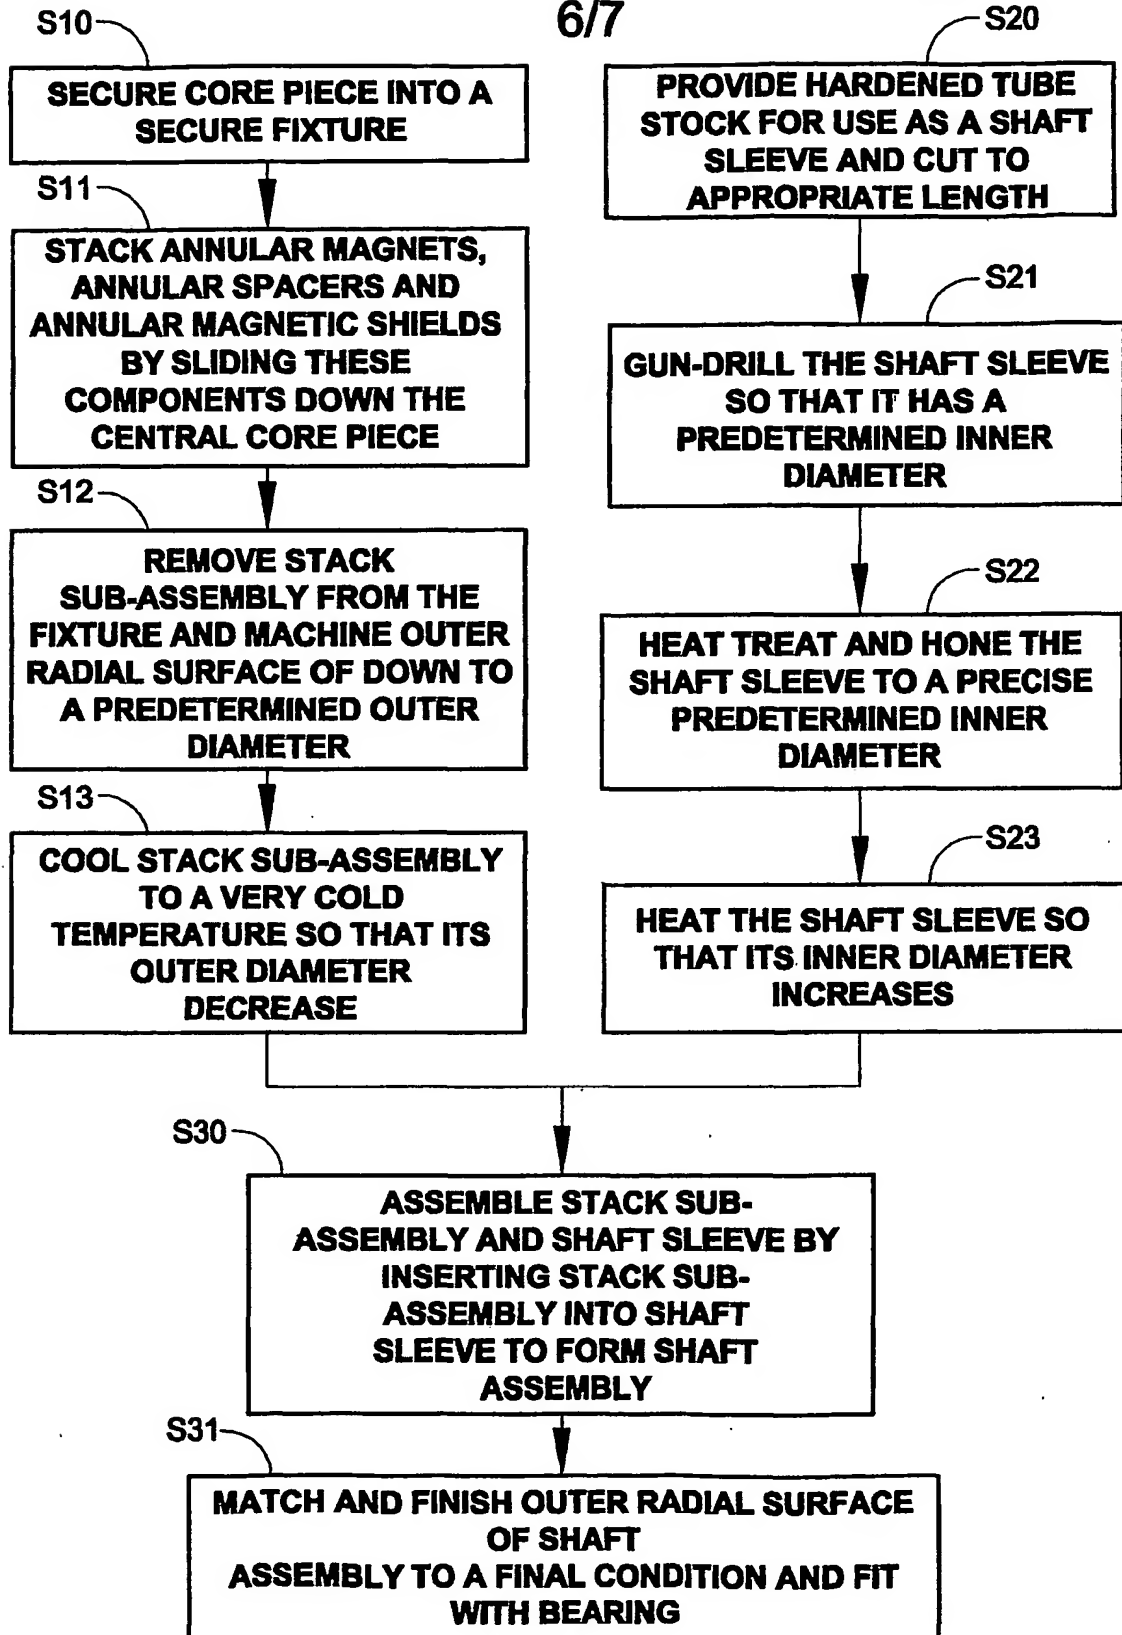 6/7
S10
SECURE CORE PIECE INTO A
SECURE FIXTURE
S11
STACK ANNULAR MAGNETS,
ANNULAR SPACERS AND
ANNULAR MAGNETIC SHIELDS
BY SLIDING THESE
COMPONENTS DOWN THE
CENTRAL CORE PIECE
S12
REMOVE STACK
SUB-ASSEMBLY FROM THE
FIXTURE AND MACHINE OUTER
RADIAL SURFACE OF DOWN TO
A PREDETERMINED OUTER
DIAMETER
S13
COOL STACK SUB-ASSEMBLY
TO A VERY COLD
TEMPERATURE SO THAT ITS
OUTER DIAMETER
DECREASE
S20
PROVIDE HARDENED TUBE
STOCK FOR USE AS A SHAFT
SLEEVE AND CUT TO
APPROPRIATE LENGTH
S21
GUN-DRILL THE SHAFT SLEEVE
SO THAT IT HAS A
PREDETERMINED INNER
DIAMETER
S22
HEAT TREAT AND HONE THE
SHAFT SLEEVE TO A PRECISE
PREDETERMINED INNER
DIAMETER
S23
HEAT THE SHAFT SLEEVE SO
THAT ITS INNER DIAMETER
INCREASES
S30
ASSEMBLE STACK SUB-
ASSEMBLY AND SHAFT SLEEVE BY
INSERTING STACK SUB-
ASSEMBLY INTO SHAFT
SLEEVE TO FORM SHAFT
ASSEMBLY
S31
MATCH AND FINISH OUTER RADIAL SURFACE
OF SHAFT
ASSEMBLY TO A FINAL CONDITION AND FIT
WITH BEARING